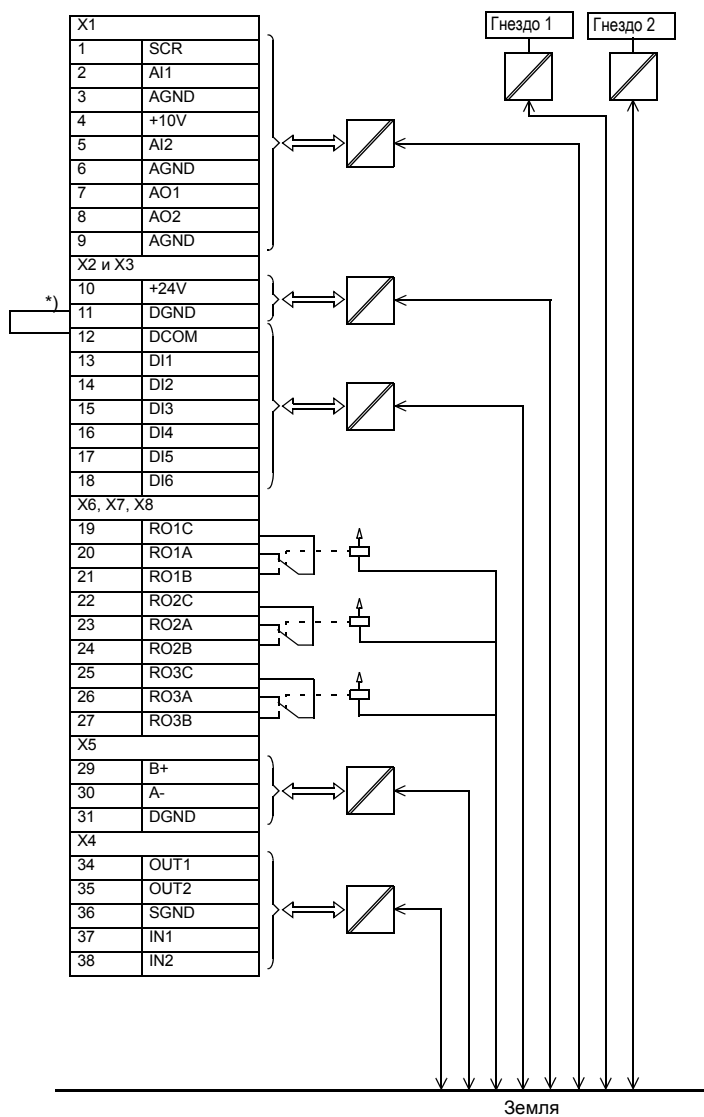 Гнездо 1 Гнездо 2
X1
1 SCR
2 AI1
3 AGND
4 +10V
5 AI2
6 AGND
7 AO1
8 AO2
9 AGND
X2 и X3
10 +24V
*)
11 DGND
12 DCOM
13 DI1
14 DI2
15 DI3
16 DI4
17 DI5
18 DI6
X6, X7, X8
19 RO1C
20 RO1A
21 RO1B
22 RO2C
23 RO2A
24 RO2B
25 RO3C
26 RO3A
27 RO3B
X5
29 B+
30 A-
31 DGND
X4
34 OUT1
35 OUT2
36 SGND
37 IN1
38 IN2
Земля